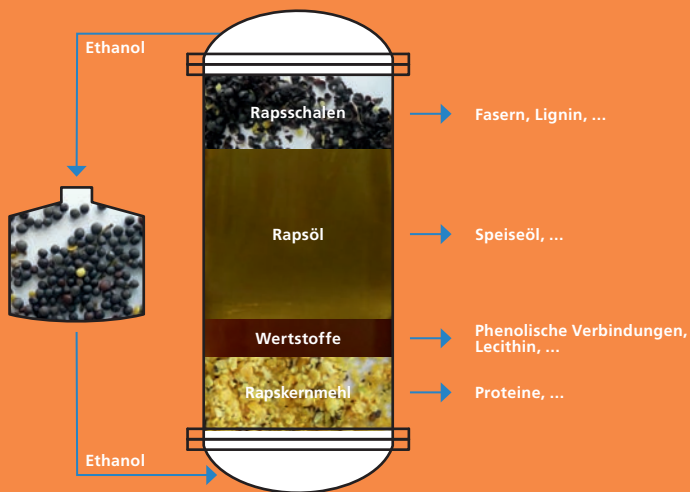 Ethanol
Rapsschalen
Fasern, Lignin, ...
Rapsöl
Speiseöl, ...
Wertstoffe
Phenolische Verbindungen,
Lecithin, ...
Rapskernmehl
Proteine, ...
Ethanol